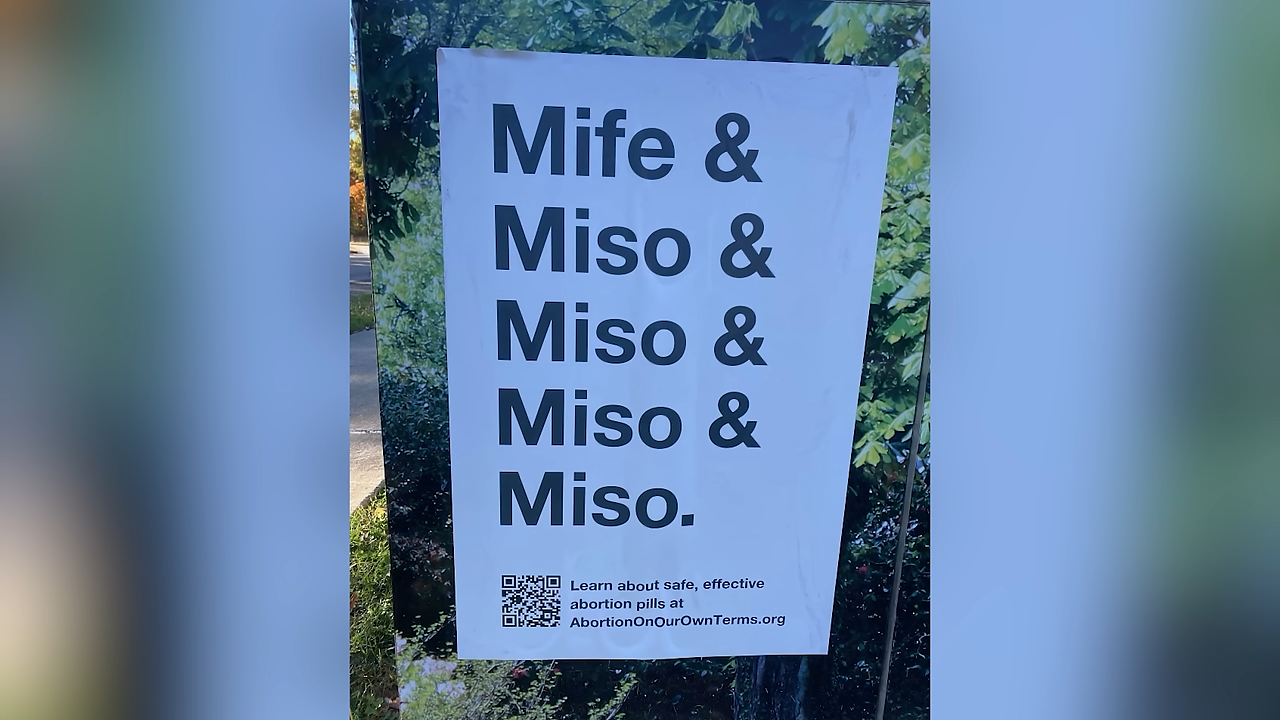 Mife &
Miso &
Miso &
Miso &
Miso.
Learn about safe, effective
abortion pills at
AbortionOnOurOwnTerms.org